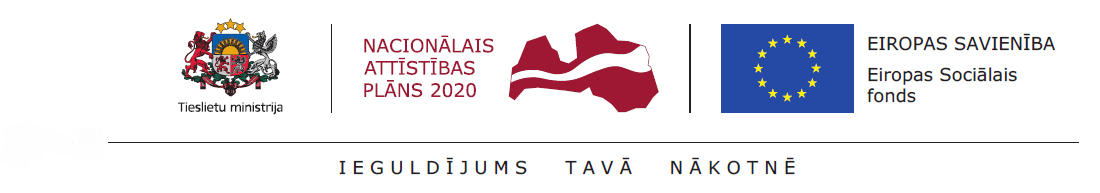 Tieslietu ministrija
NACIONĀLAIS
ATTĪSTĪBAS
PLĀNS 2020
EIROPAS SAVIENĪBA
Eiropas Sociālais
fonds
IEGULDĪJUMS TAVĀ NĀKOTNĒ